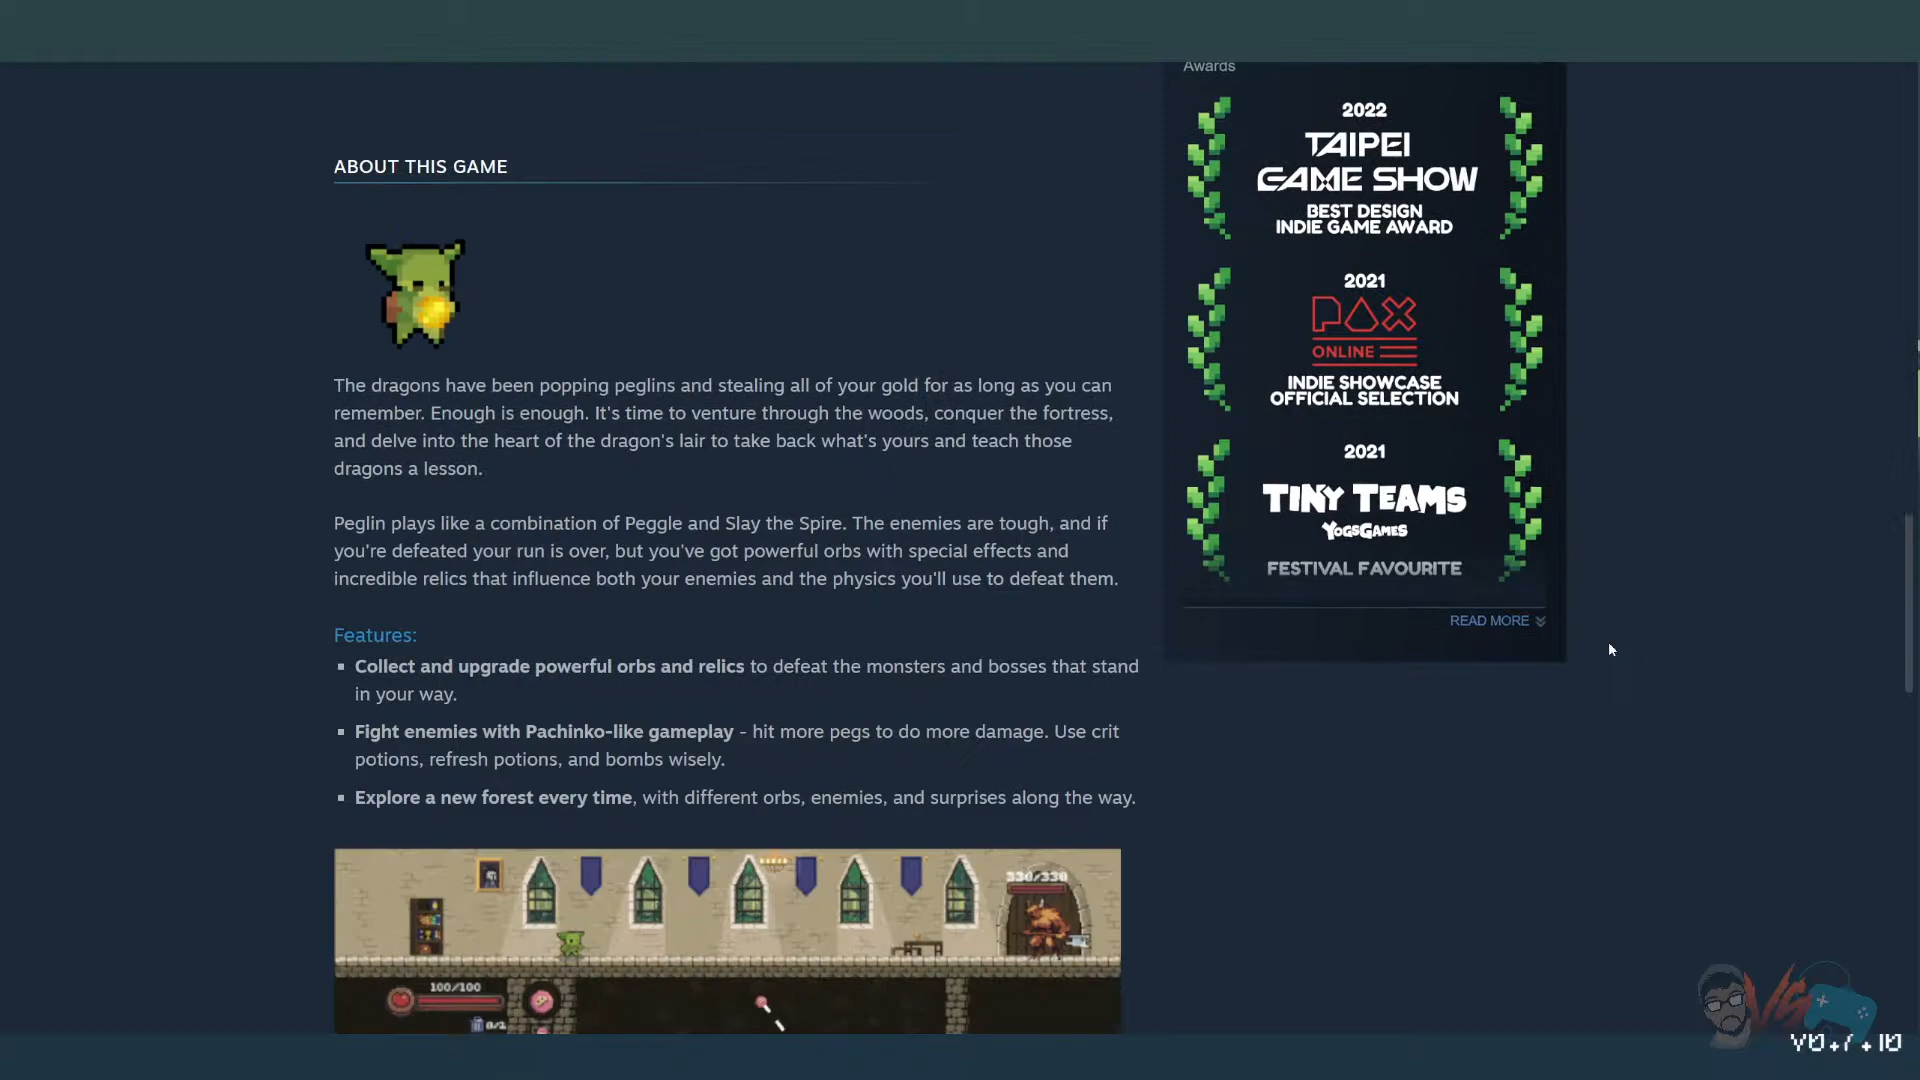 Awards
2022
TAIPEI
GAME SHOW
BEST DESIGN
INDIE GAME AWARD
2021
PAX
ONLINE
INDIE SHOWCASE
OFFICIAL SELECTION
2021
TINY TEAMS
YOGSGAMES
FESTIVAL FAVOURITE
READ MORE
ABOUT THIS GAME
The dragons have been popping peglins and stealing all of your gold for as long as you can
remember. Enough is enough. It's time to venture through the woods, conquer the fortress,
and delve into the heart of the dragon's lair to take back what's yours and teach those
dragons a lesson.
Peglin plays like a combination of Peggle and Slay the Spire. The enemies are tough, and if
you're defeated your run is over, but you've got powerful orbs with special effects and
incredible relics that influence both your enemies and the physics you'll use to defeat them.
Features:
Collect and upgrade powerful orbs and relics to defeat the monsters and bosses that stand
in your way.
Fight enemies with Pachinko-like gameplay - hit more pegs to do more damage. Use crit
potions, refresh potions, and bombs wisely.
Explore a new forest every time, with different orbs, enemies, and surprises along the way.
330/330
100/100
0/1
VS